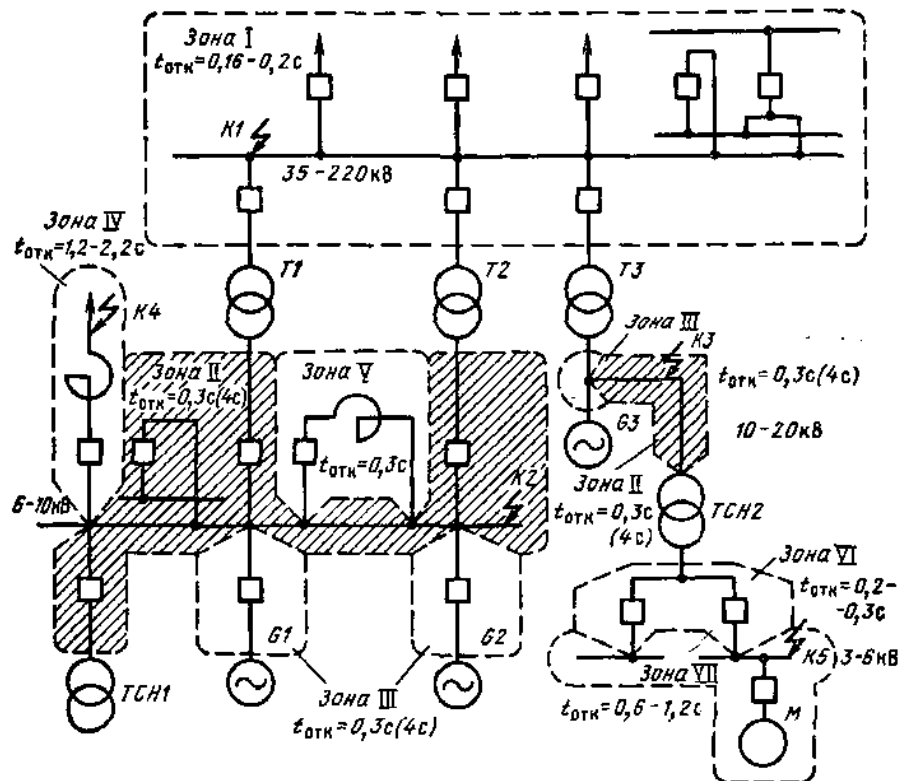 Зона I
tотк=0,16-0,2с
К1
35-220кВ
Зона IV
tотк=1,2-2,2с
Т1
Т2
Т3
К4
Зона III
К3
Зона II
tотк=0,3с(4с)
Зона V
tотк=0,3с
tотк=0,3с(4с)
G3
10-20кВ
6-10кВ
К2
Зона II
tотк=0,3с
(4с)
ТСН2
Зона VI
tотк=0,2-
-0,3с
G1
G2
К5
3-6кВ
ТСН1
Зона III
tотк=0,3с(4с)
Зона VII
tотк=0,6-1,2с
М